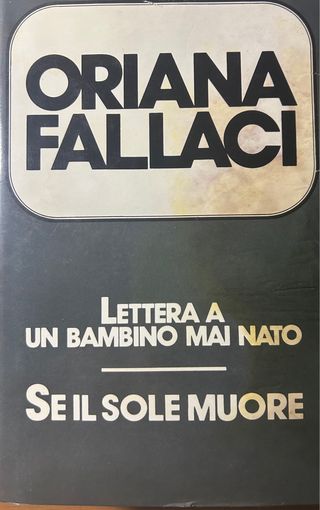 ORIANA
FALLACI
LETTERA A
UN BAMBINO MAI NATO
SE IL SOLE MUORE